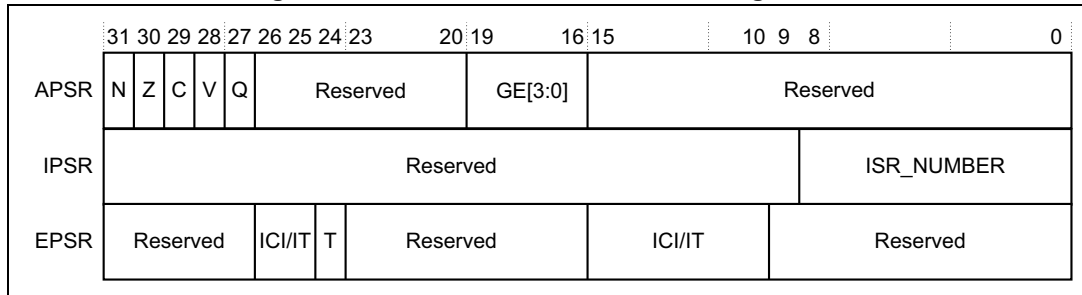 31 30 29 28 27 26 25 24 23 20 19 16 15 10 9 8 0
APSR N Z C V Q Reserved GE[3:0] Reserved
IPSR Reserved ISR_NUMBER
EPSR Reserved ICI/IT T Reserved ICI/IT Reserved